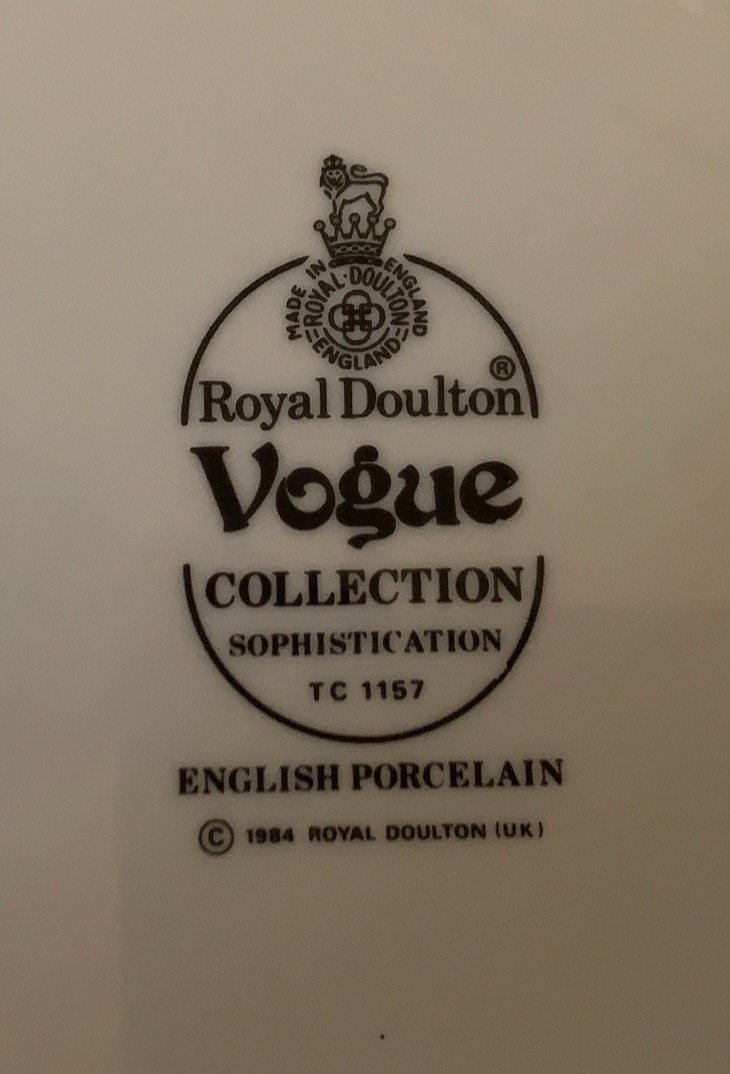 MADE IN ENGLAND
ROYAL·DOULTON
ENGLAND
Royal Doulton®
Vogue
COLLECTION
SOPHISTICATION
TC 1157
ENGLISH PORCELAIN
© 1984 ROYAL DOULTON (UK)